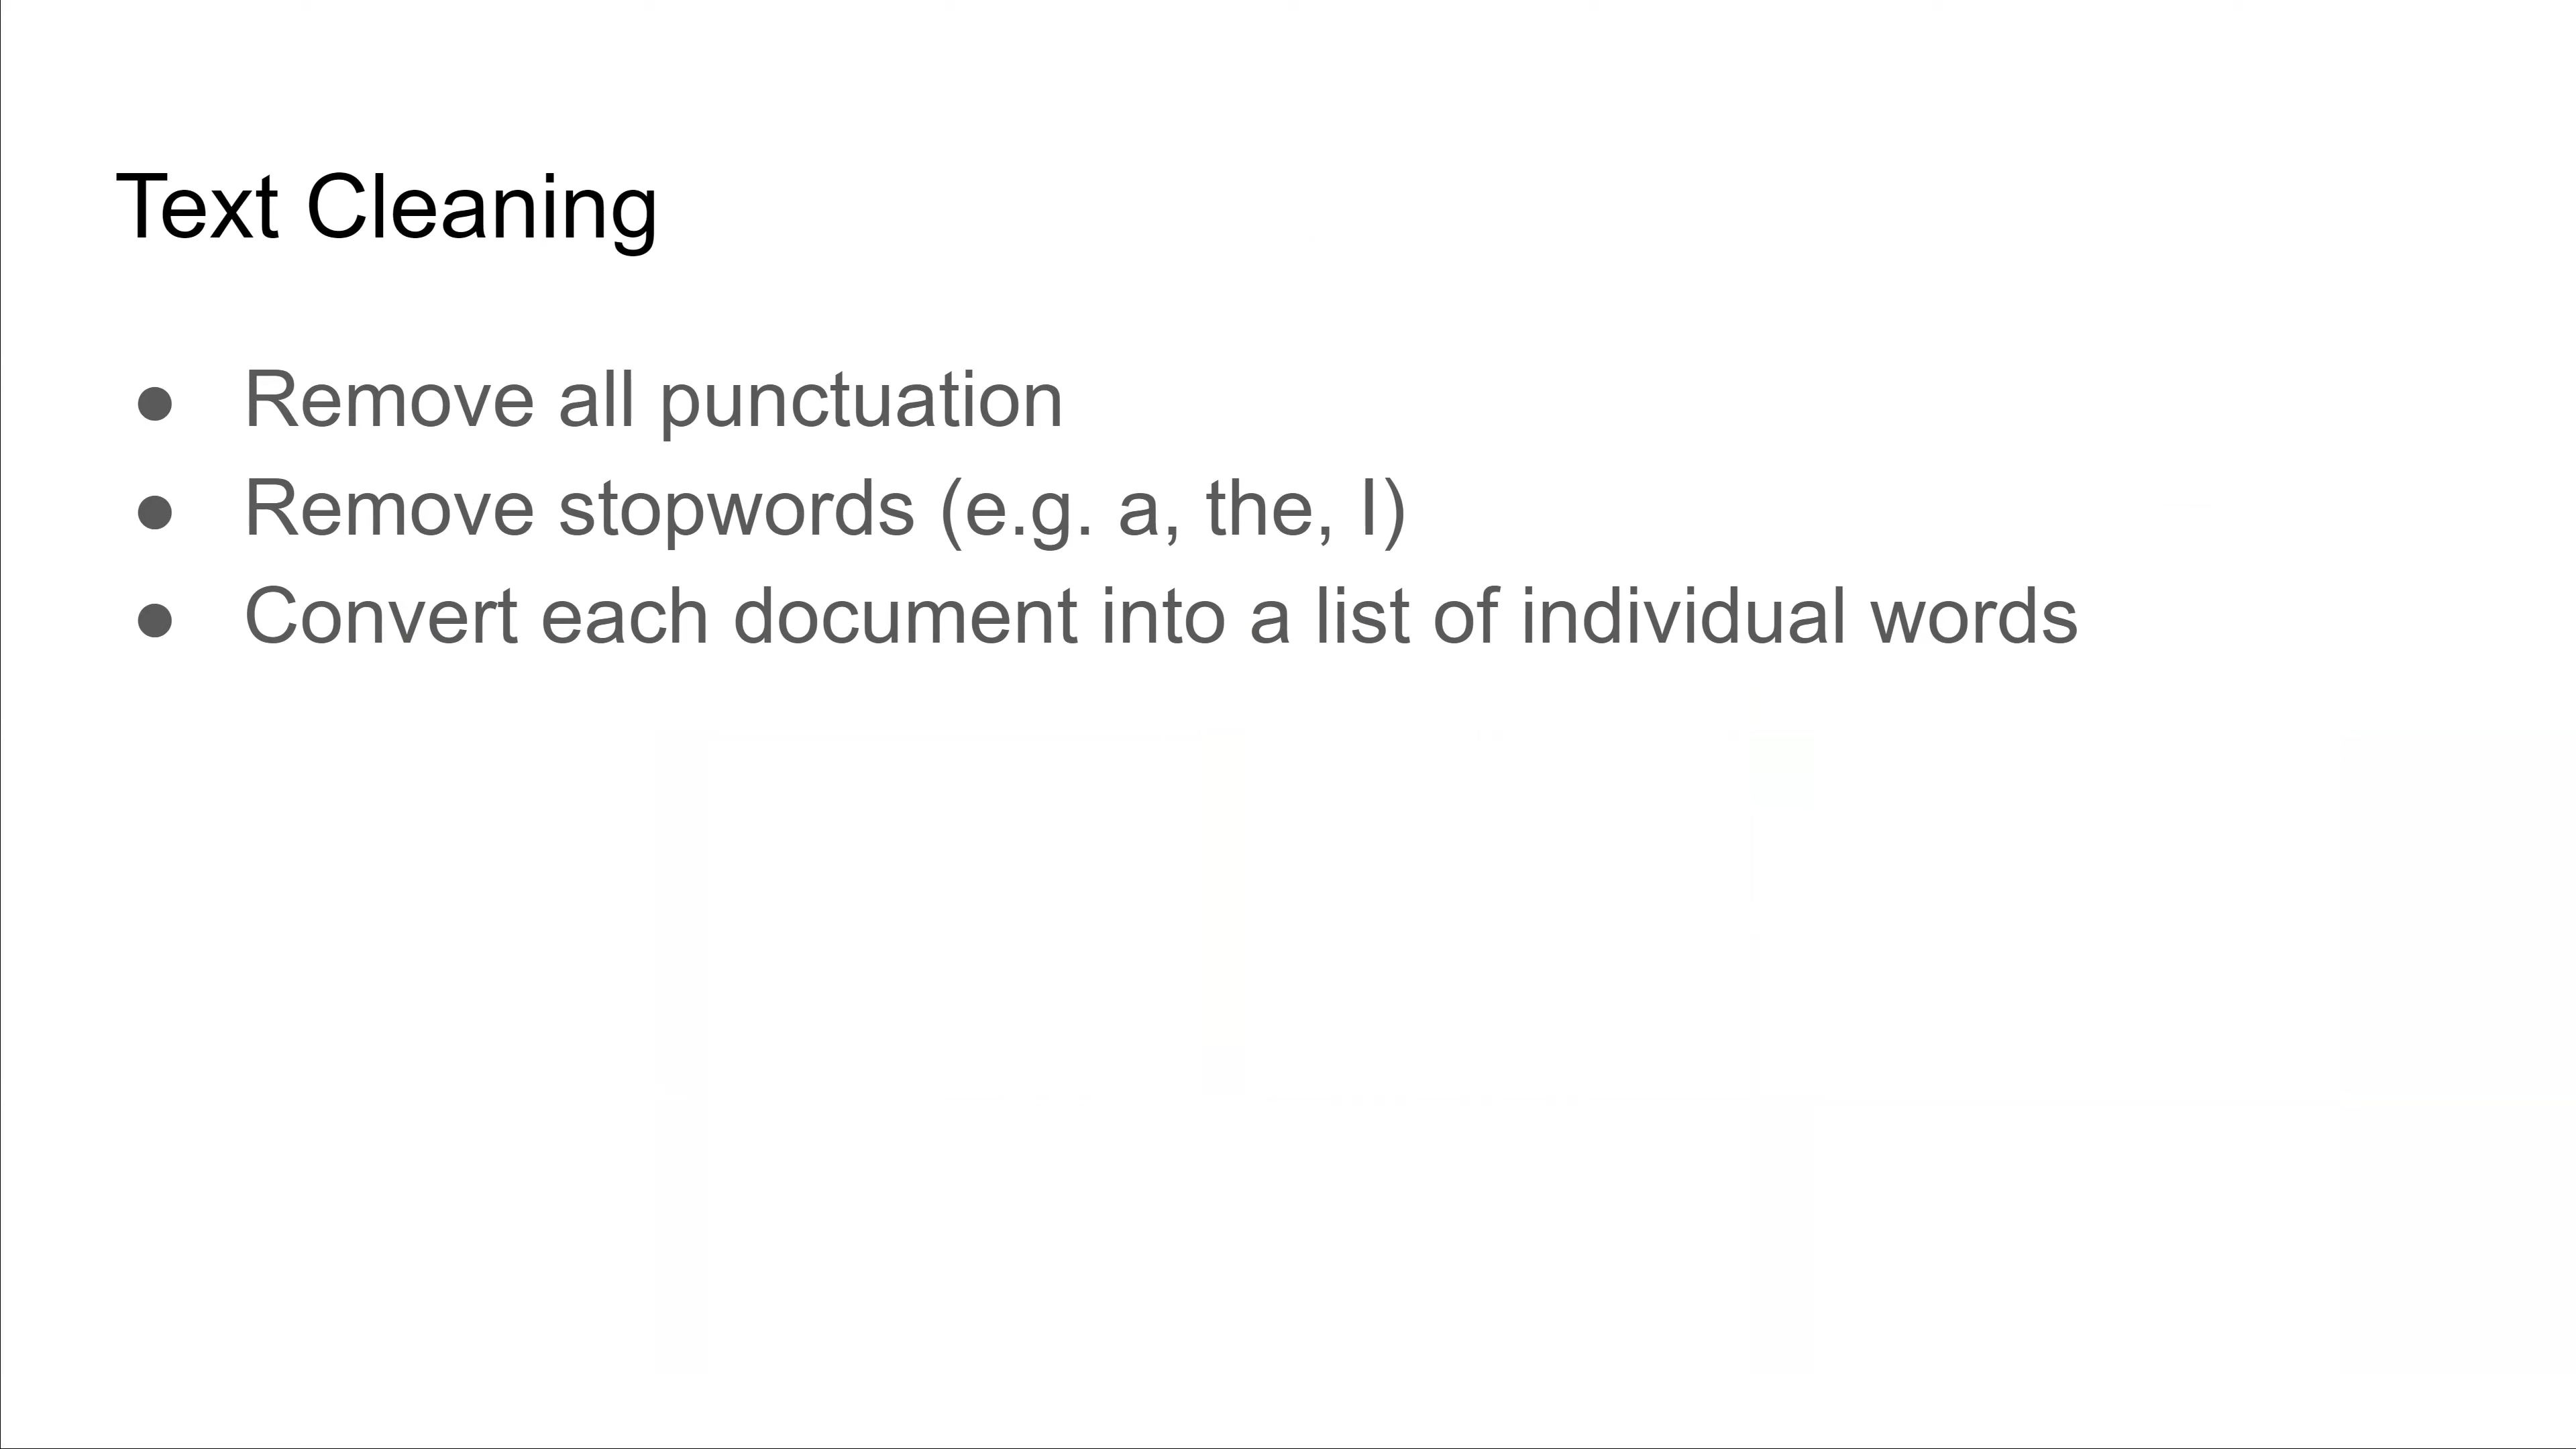 Text Cleaning
● Remove all punctuation
● Remove stopwords (e.g. a, the, I)
● Convert each document into a list of individual words